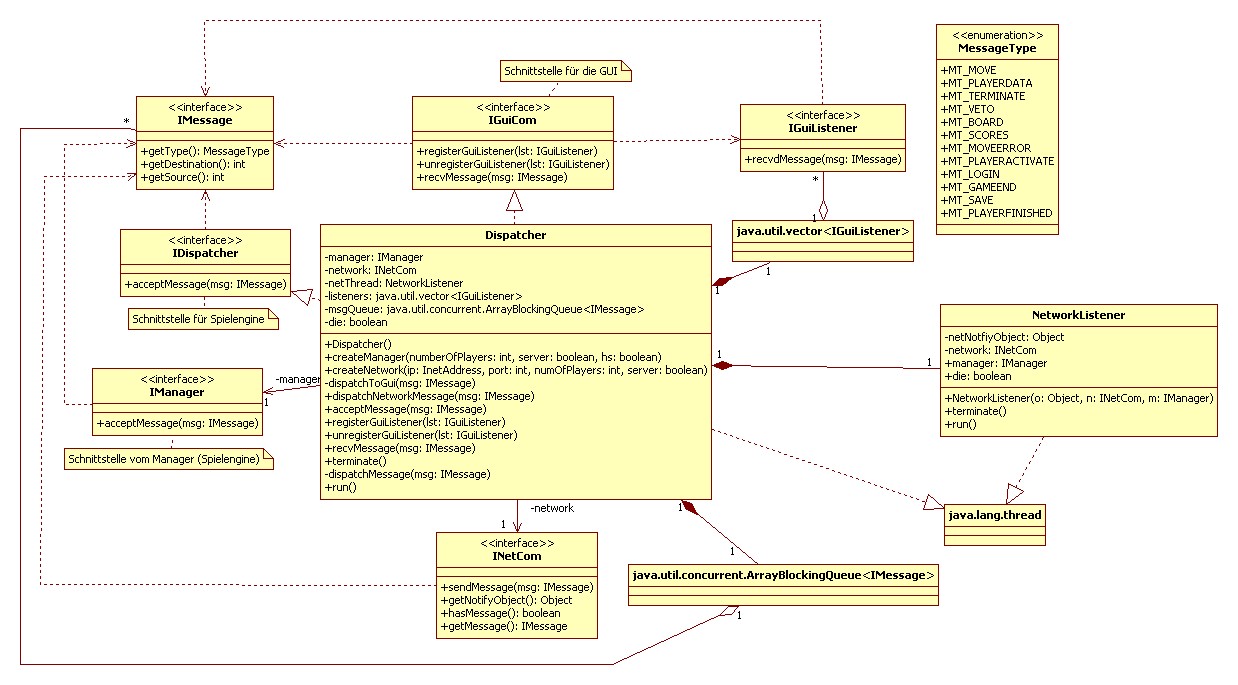 <<enumeration>>
MessageType
+MT_MOVE
+MT_PLAYERDATA
+MT_TERMINATE
+MT_VETO
+MT_BOARD
+MT_SCORES
+MT_MOVEERROR
+MT_PLAYERACTIVATE
+MT_LOGIN
+MT_GAMEEND
+MT_SAVE
+MT_PLAYERFINISHED
Schnittstelle für die GUI
<<interface>>
IMessage
+getType(): MessageType
+getDestination(): int
+getSource(): int
*
<<interface>>
IGuiCom
+registerGuiListener(lst: IGuiListener)
+unregisterGuiListener(lst: IGuiListener)
+recvMessage(msg: IMessage)
<<interface>>
IGuiListener
+recvdMessage(msg: IMessage)
*
1
java.util.vector<IGuiListener>
1
1
<<interface>>
IDispatcher
+acceptMessage(msg: IMessage)
Schnittstelle für Spielengine
Dispatcher
-manager: IManager
-network: INetCom
-netThread: NetworkListener
-listeners: java.util.vector<IGuiListener>
-msgQueue: java.util.concurrent.ArrayBlockingQueue<IMessage>
-die: boolean
+Dispatcher()
+createManager(numberOfPlayers: int, server: boolean, hs: boolean)
+createNetwork(ip: InetAddress, port: int, numOfPlayers: int, server: boolean)
-dispatchToGui(msg: IMessage)
+dispatchNetworkMessage(msg: IMessage)
+acceptMessage(msg: IMessage)
+registerGuiListener(lst: IGuiListener)
+unregisterGuiListener(lst: IGuiListener)
+recvMessage(msg: IMessage)
+terminate()
-dispatchMessage(msg: IMessage)
+run()
1
1
NetworkListener
-netNotfiyObject: Object
-network: INetCom
+manager: IManager
+die: boolean
+NetworkListener(o: Object, n: INetCom, m: IManager)
+terminate()
+run()
<<interface>>
IManager
+acceptMessage(msg: IMessage)
-manager
1
Schnittstelle vom Manager (Spielengine)
java.lang.thread
-network
1
<<interface>>
INetCom
+sendMessage(msg: IMessage)
+getNotifyObject(): Object
+hasMessage(): boolean
+getMessage(): IMessage
1
1
java.util.concurrent.ArrayBlockingQueue<IMessage>
1